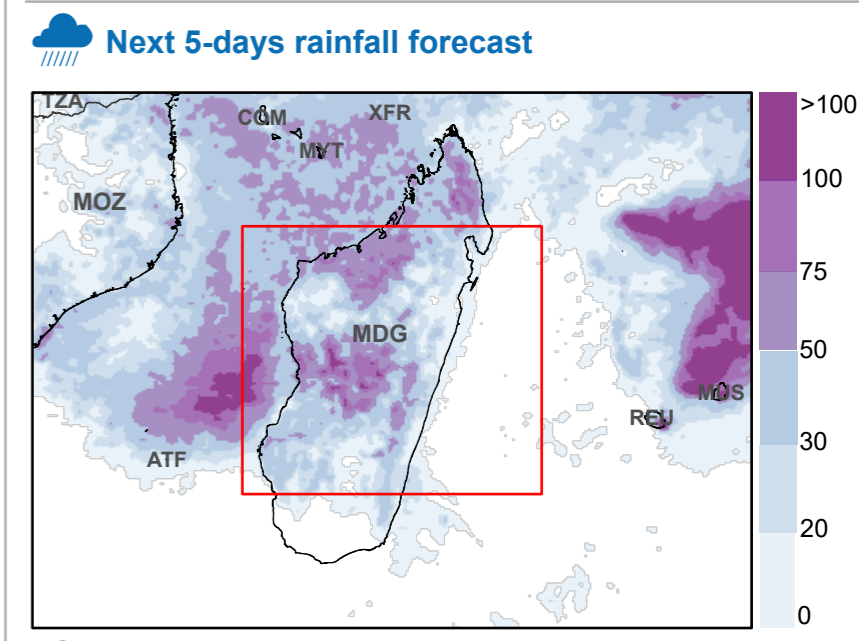 Next 5-days rainfall forecast
TZA
COM
XFR
MYT
MOZ
MDG
MUS
REU
ATF
>100
100
75
50
30
20
0